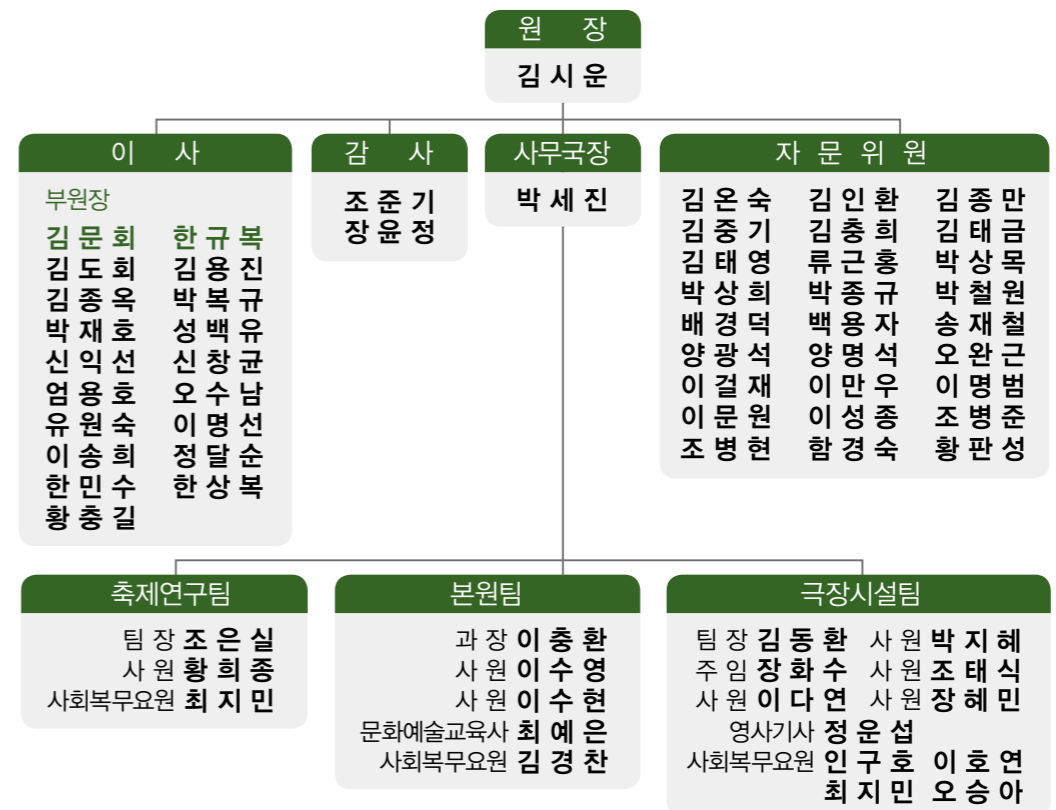 원 장
김시운
이 사
부원장
김문회 한규복
김도회 김용진
김종옥 박복규
박재호 성백유
신익선 신창균
엄용호 오수남
유원숙 이명선
이송희 정달순
한민수 한상복
황충길
감 사
조준기
장윤정
사무국장
박세진
자문위원
김온숙 김인환 김종만
김중기 김충희 김태금
김태영 류근홍 박상목
박상희 박종규 박철원
배경덕 백용자 송재철
양광석 양명석 오완근
이걸재 이만우 이명범
이문원 이성종 조병준
조병현 함경숙 황판성
축제연구팀
팀 장 조은실
사 원 황희종
사회복무요원 최지민
본원팀
과 장 이충환
사 원 이수영
사 원 이수현
문화예술교육사 최예은
사회복무요원 김경찬
극장시설팀
팀 장 김동환 사 원 박지혜
주 임 장화수 사 원 조태식
사 원 이다연 사 원 장혜민
영사기사 정운섭
사회복무요원 인구호 이호연
최지민 오승아